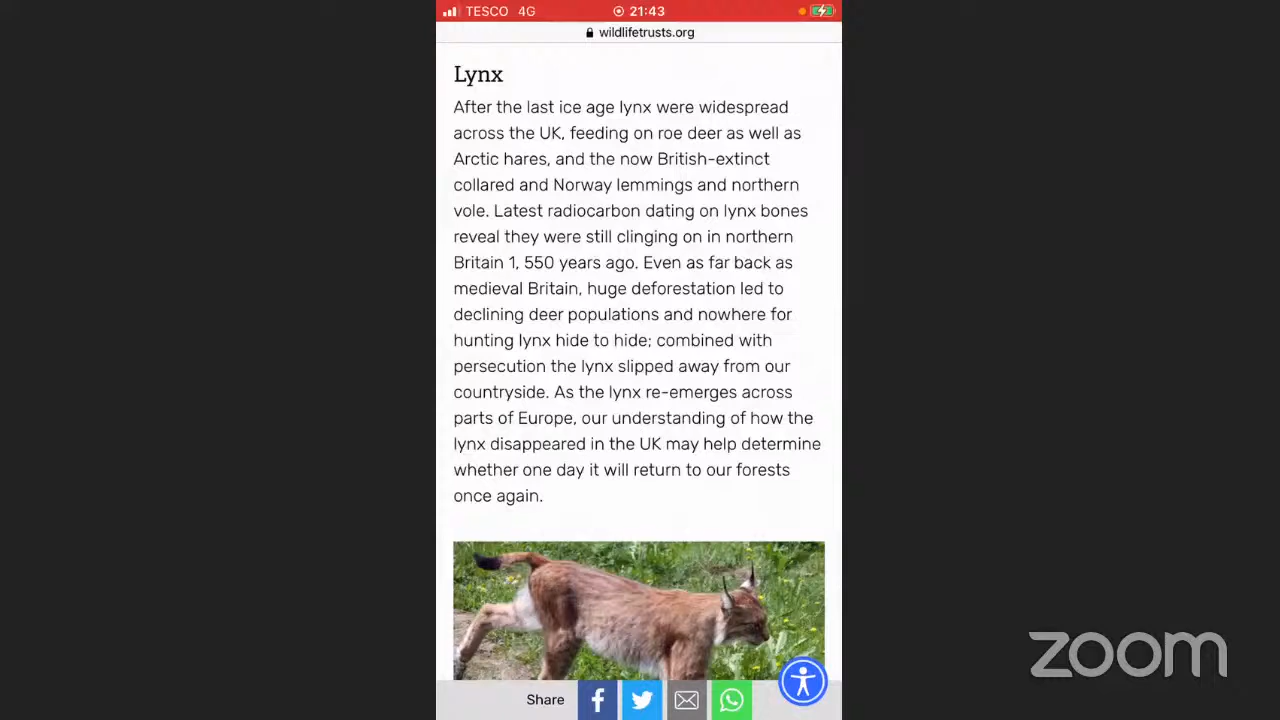 TESCO 4G 21:43
wildlifetrusts.org
Lynx
After the last ice age lynx were widespread
across the UK, feeding on roe deer as well as
Arctic hares, and the now British-extinct
collared and Norway lemmings and northern
vole. Latest radiocarbon dating on lynx bones
reveal they were still clinging on in northern
Britain 1, 550 years ago. Even as far back as
medieval Britain, huge deforestation led to
declining deer populations and nowhere for
hunting lynx hide to hide; combined with
persecution the lynx slipped away from our
countryside. As the lynx re-emerges across
parts of Europe, our understanding of how the
lynx disappeared in the UK may help determine
whether one day it will return to our forests
once again.
Share
zoom